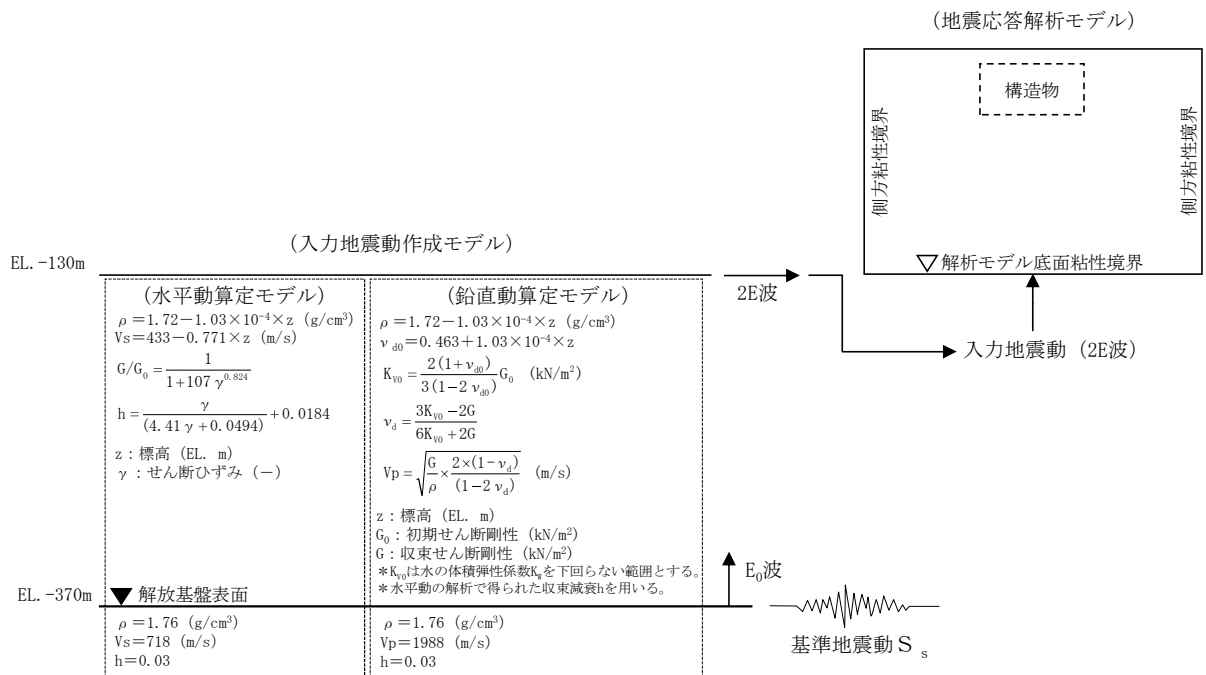 (地震応答解析モデル)
構造物
側方粘性境界
側方粘性境界
▽解析モデル底面粘性境界
(入力地震動作成モデル)
EL.-130m
2E波
入力地震動(2E波)
(水平動算定モデル)
ρ=1.72-1.03×10⁻⁴×z (g/cm³)
Vs=433-0.771×z (m/s)
G/G₀=1/(1+107γ^0.824)
h=γ/(4.41γ+0.0494)+0.0184
z:標高(EL. m)
γ:せん断ひずみ(-)
(鉛直動算定モデル)
ρ=1.72-1.03×10⁻⁴×z (g/cm³)
ν_d0=0.463+1.03×10⁻⁴×z
K_V0=2(1+ν_d0)/3(1-2ν_d0) G₀ (kN/m²)
ν_d=(3K_V0-2G)/(6K_V0+2G)
Vp=√(G/ρ×2×(1-ν_d)/(1-2ν_d)) (m/s)
z:標高(EL. m)
G₀:初期せん断剛性(kN/m²)
G:収束せん断剛性(kN/m²)
*K_V0は水の体積弾性係数K_Wを下回らない範囲とする。
*水平動の解析で得られた収束減衰hを用いる。
E₀波
EL.-370m
▼解放基盤表面
ρ=1.76 (g/cm³)
Vs=718 (m/s)
h=0.03
ρ=1.76 (g/cm³)
Vp=1988 (m/s)
h=0.03
基準地震動Ss